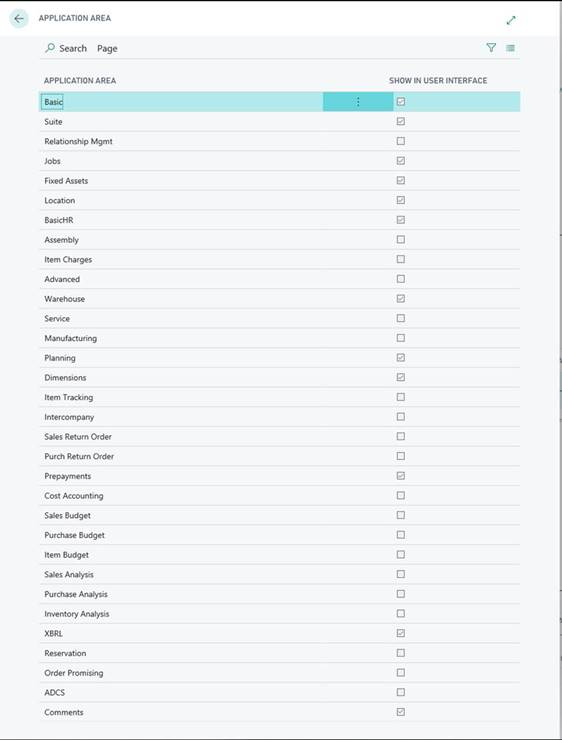 APPLICATION AREA
Search Page
APPLICATION AREA SHOW IN USER INTERFACE
Basic
Suite
Relationship Mgmt
Jobs
Fixed Assets
Location
BasicHR
Assembly
Item Charges
Advanced
Warehouse
Service
Manufacturing
Planning
Dimensions
Item Tracking
Intercompany
Sales Return Order
Purch Return Order
Prepayments
Cost Accounting
Sales Budget
Purchase Budget
Item Budget
Sales Analysis
Purchase Analysis
Inventory Analysis
XBRL
Reservation
Order Promising
ADCS
Comments